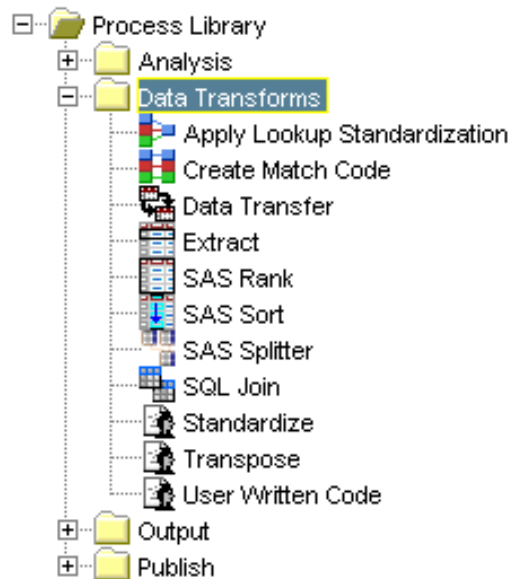 Process Library
Analysis
Data Transforms
Apply Lookup Standardization
Create Match Code
Data Transfer
Extract
SAS Rank
SAS Sort
SAS Splitter
SQL Join
Standardize
Transpose
User Written Code
Output
Publish